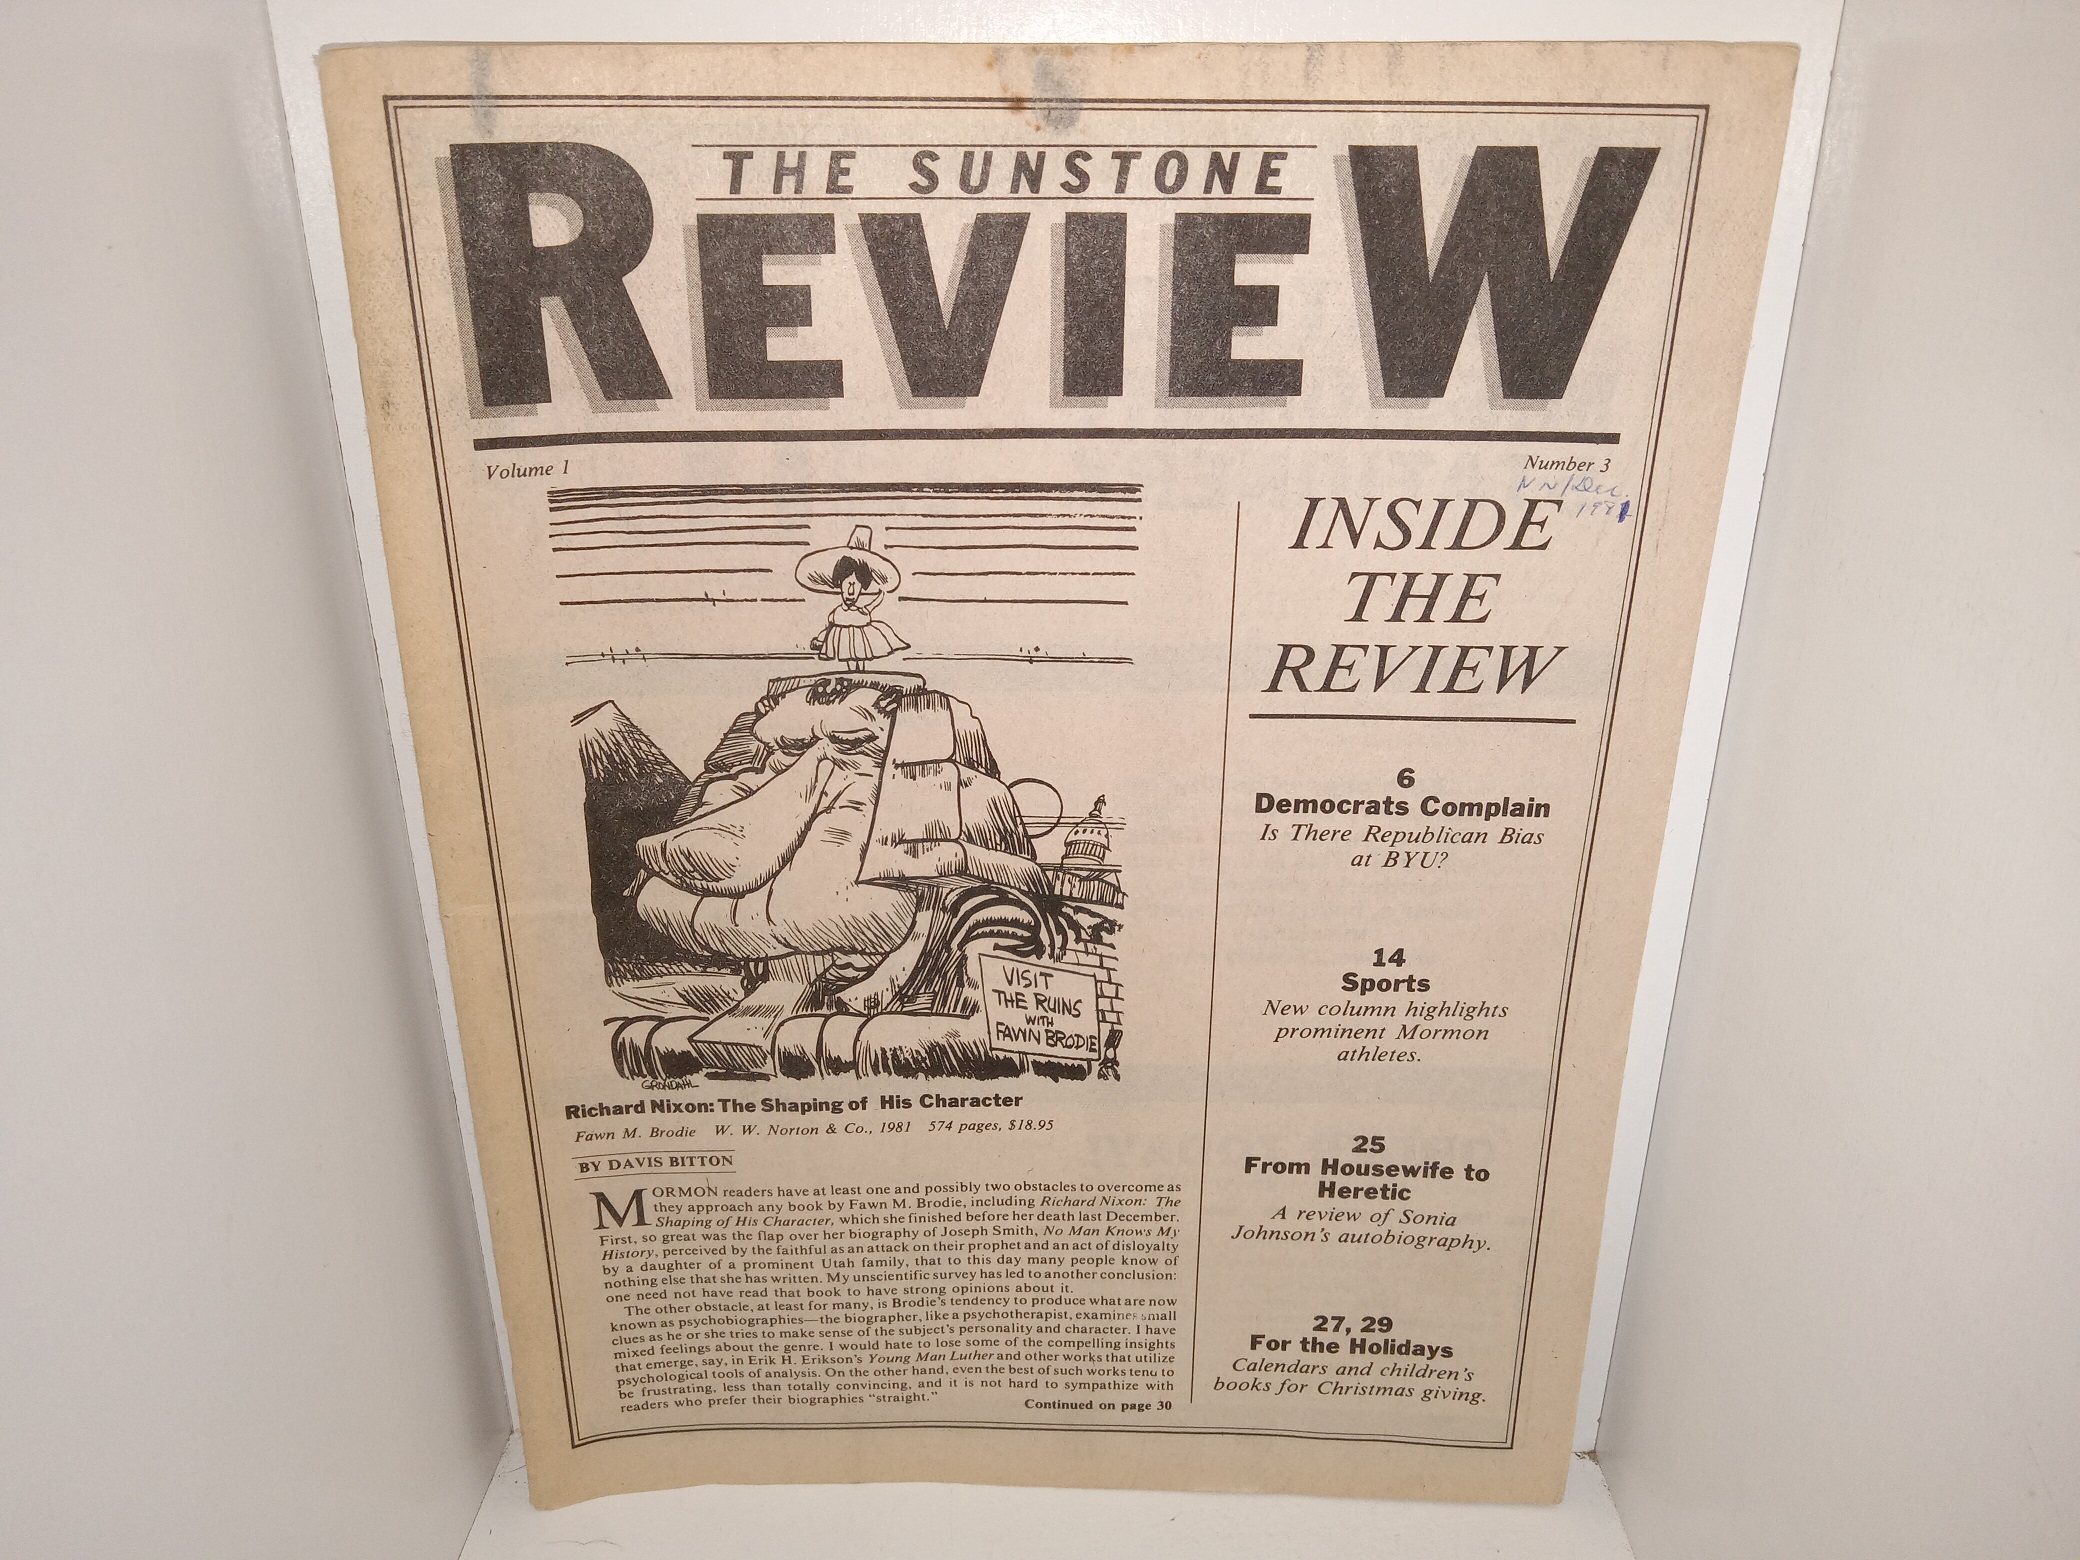 THE SUNSTONE
REVIEW
Volume 1
Number 3
Dec.
1981
VISIT
THE RUINS
WITH
FAWN BRODIE
GRONDAHL
Richard Nixon: The Shaping of His Character
Fawn M. Brodie W. W. Norton & Co., 1981 574 pages, $18.95
BY DAVIS BITTON
MORMON readers have at least one and possibly two obstacles to overcome as
they approach any book by Fawn M. Brodie, including Richard Nixon: The
Shaping of His Character, which she finished before her death last December.
First, so great was the flap over her biography of Joseph Smith, No Man Knows My
History, perceived by the faithful as an attack on their prophet and an act of disloyalty
by a daughter of a prominent Utah family, that to this day many people know of
nothing else that she has written. My unscientific survey has led to another conclusion:
one need not have read that book to have strong opinions about it.
The other obstacle, at least for many, is Brodie's tendency to produce what are now
known as psychobiographies—the biographer, like a psychotherapist, examines small
clues as he or she tries to make sense of the subject's personality and character. I have
mixed feelings about the genre. I would hate to lose some of the compelling insights
that emerge, say, in Erik H. Erikson's Young Man Luther and other works that utilize
psychological tools of analysis. On the other hand, even the best of such works tend to
be frustrating, less than totally convincing, and it is not hard to sympathize with
readers who prefer their biographies "straight."
Continued on page 30
INSIDE
THE
REVIEW
6
Democrats Complain
Is There Republican Bias
at BYU?
14
Sports
New column highlights
prominent Mormon
athletes.
25
From Housewife to
Heretic
A review of Sonia
Johnson's autobiography.
27, 29
For the Holidays
Calendars and children's
books for Christmas giving.